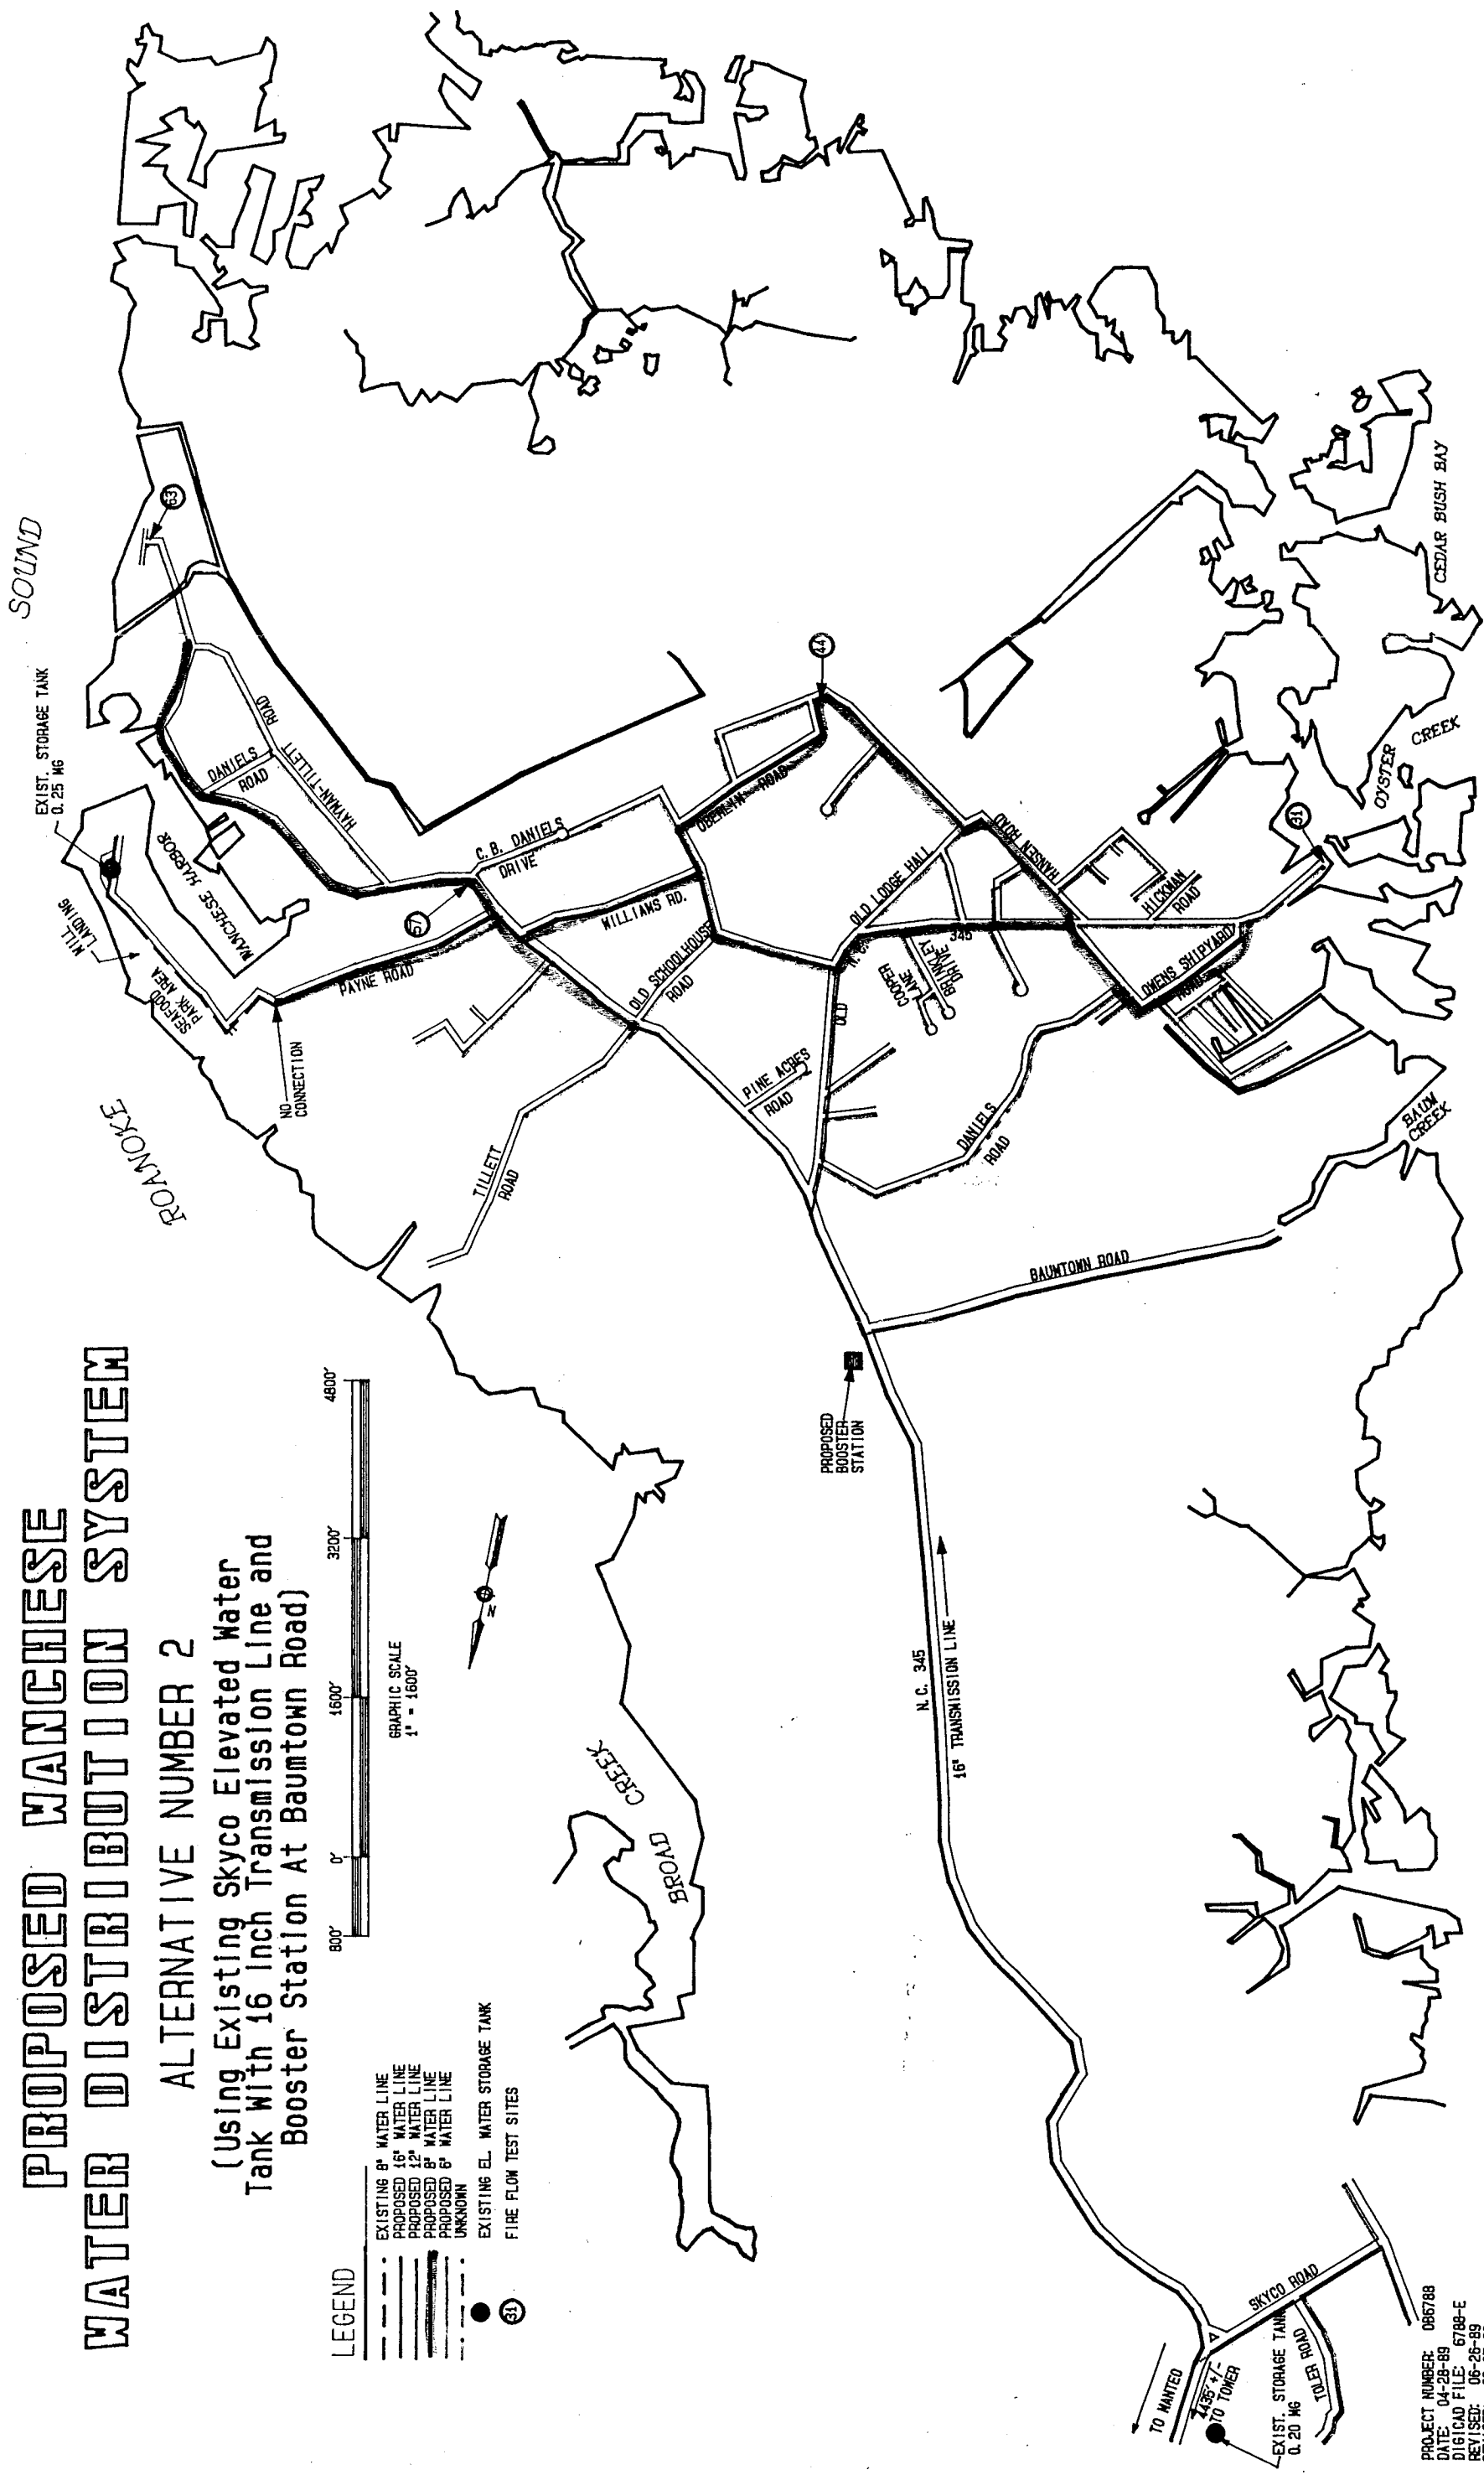 PROPOSED WANCHESE
WATER DISTRIBUTION SYSTEM
ALTERNATIVE NUMBER 2
(Using Existing Skyco Elevated Water
Tank With 16 Inch Transmission Line and
Booster Station At Baumtown Road)
800' 0' 1600' 3200' 4800'
GRAPHIC SCALE
1" = 1600'
N
LEGEND
EXISTING 8" WATER LINE
PROPOSED 16" WATER LINE
PROPOSED 12" WATER LINE
PROPOSED 8" WATER LINE
PROPOSED 6" WATER LINE
UNKNOWN
EXISTING EL. WATER STORAGE TANK
31
FIRE FLOW TEST SITES
ROANOKE
SOUND
EXIST. STORAGE TANK
0.25 MG
MILL
LANDING
SEAFOOD
PARK AREA
WANCHESE HARBOR
NO
CONNECTION
PAYNE ROAD
DANIELS
ROAD
HAYMAN-TILLETT
ROAD
63
57
C.B. DANIELS
DRIVE
WILLIAMS RD.
OLD SCHOOLHOUSE
ROAD
TILLETT
ROAD
PINE ACRES
ROAD
OBERLYN ROAD
44
OLD LODGE HALL
ROAD
HANSEN ROAD
OLD
N.C.
345
COOPER
LANE
BRINKLEY
DRIVE
HICKMAN
ROAD
OWENS SHIPYARD
ROAD
31
DANIELS
ROAD
BAUMTOWN ROAD
BAUM
CREEK
OYSTER
CREEK
CEDAR BUSH BAY
BROAD
CREEK
PROPOSED
BOOSTER
STATION
N.C. 345
16" TRANSMISSION LINE
TO MANTEO
4435' +/-
TO TOWER
EXIST. STORAGE TANK
0.20 MG
SKYCO ROAD
TOLER ROAD
PROJECT NUMBER: 086788
DATE: 04-28-89
DIGICAD FILE: 6788-E
REVISED: 06-26-89